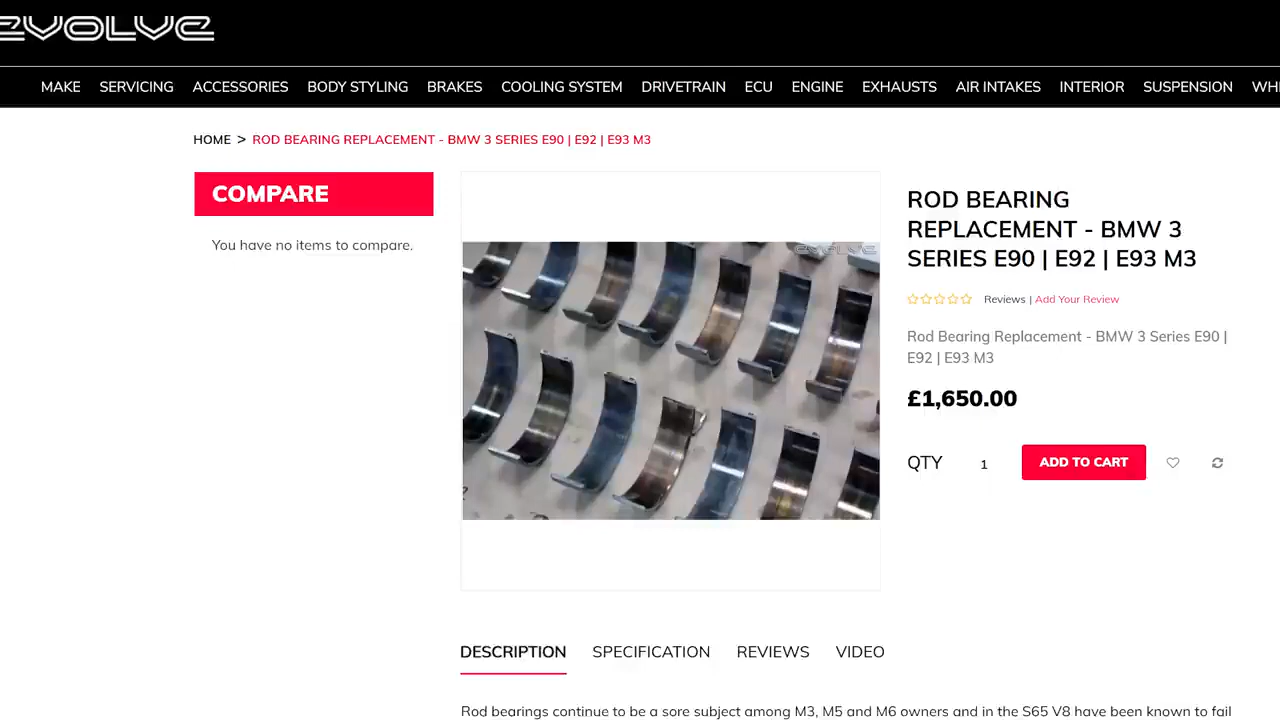 EVOLVE
MAKE SERVICING ACCESSORIES BODY STYLING BRAKES COOLING SYSTEM DRIVETRAIN ECU ENGINE EXHAUSTS AIR INTAKES INTERIOR SUSPENSION WH
HOME > ROD BEARING REPLACEMENT - BMW 3 SERIES E90 | E92 | E93 M3
COMPARE
You have no items to compare.
EVOLVE
ROD BEARING
REPLACEMENT - BMW 3
SERIES E90 | E92 | E93 M3
Reviews | Add Your Review
Rod Bearing Replacement - BMW 3 Series E90 |
E92 | E93 M3
£1,650.00
QTY 1 ADD TO CART
DESCRIPTION SPECIFICATION REVIEWS VIDEO
Rod bearings continue to be a sore subject among M3, M5 and M6 owners and in the S65 V8 have been known to fail